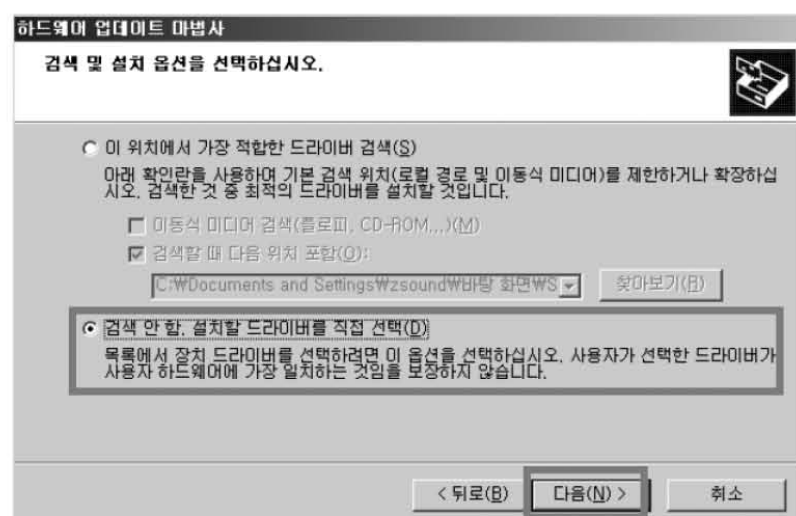 하드웨어 업데이트 마법사
검색 및 설치 옵션을 선택하십시오.
이 위치에서 가장 적합한 드라이버 검색(S)
아래 확인란을 사용하여 기본 검색 위치(로컬 경로 및 이동식 미디어)를 제한하거나 확장하십
시오. 검색한 것 중 최적의 드라이버를 설치할 것입니다.
이동식 미디어 검색(플로피, CD-ROM...)(M)
검색할 때 다음 위치 포함(O):
C:₩Documents and Settings₩zsound₩바탕 화면₩S
찾아보기(R)
검색 안 함. 설치할 드라이버를 직접 선택(D)
목록에서 장치 드라이버를 선택하려면 이 옵션을 선택하십시오. 사용자가 선택한 드라이버가
사용자 하드웨어에 가장 일치하는 것임을 보장하지 않습니다.
< 뒤로(B) 다음(N) > 취소